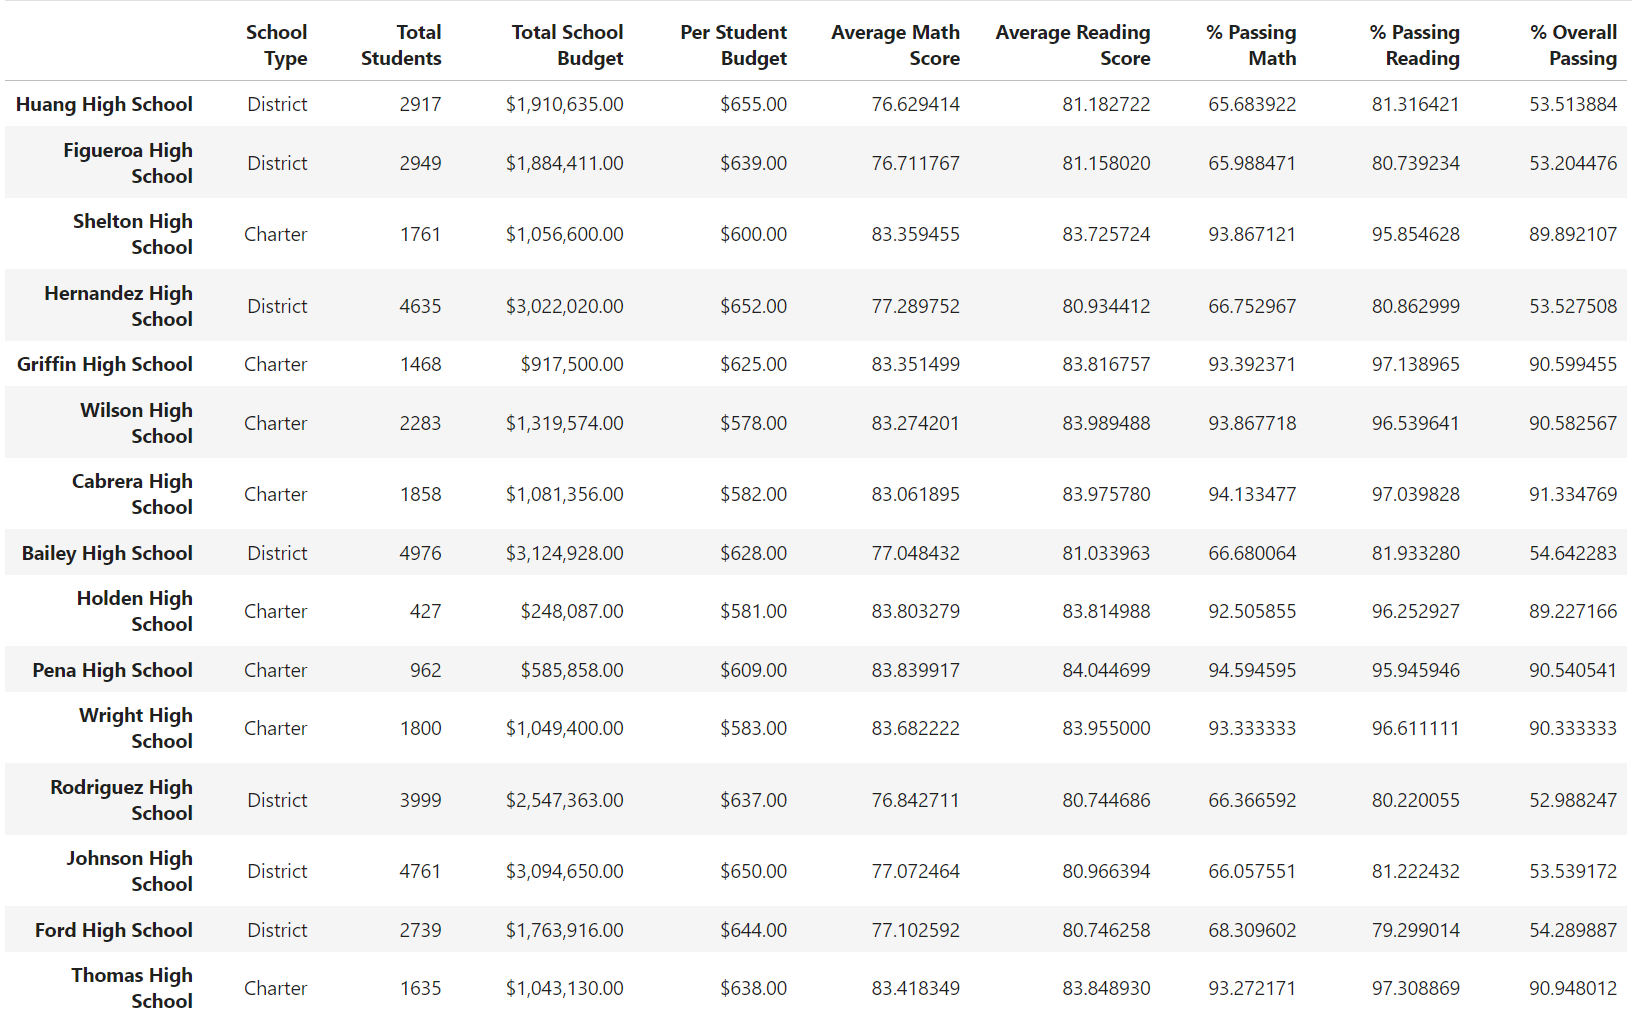 School Type Total Students Total School Budget Per Student Budget Average Math Score Average Reading Score % Passing Math % Passing Reading % Overall Passing
Huang High School District 2917 $1,910,635.00 $655.00 76.629414 81.182722 65.683922 81.316421 53.513884
Figueroa High School District 2949 $1,884,411.00 $639.00 76.711767 81.158020 65.988471 80.739234 53.204476
Shelton High School Charter 1761 $1,056,600.00 $600.00 83.359455 83.725724 93.867121 95.854628 89.892107
Hernandez High School District 4635 $3,022,020.00 $652.00 77.289752 80.934412 66.752967 80.862999 53.527508
Griffin High School Charter 1468 $917,500.00 $625.00 83.351499 83.816757 93.392371 97.138965 90.599455
Wilson High School Charter 2283 $1,319,574.00 $578.00 83.274201 83.989488 93.867718 96.539641 90.582567
Cabrera High School Charter 1858 $1,081,356.00 $582.00 83.061895 83.975780 94.133477 97.039828 91.334769
Bailey High School District 4976 $3,124,928.00 $628.00 77.048432 81.033963 66.680064 81.933280 54.642283
Holden High School Charter 427 $248,087.00 $581.00 83.803279 83.814988 92.505855 96.252927 89.227166
Pena High School Charter 962 $585,858.00 $609.00 83.839917 84.044699 94.594595 95.945946 90.540541
Wright High School Charter 1800 $1,049,400.00 $583.00 83.682222 83.955000 93.333333 96.611111 90.333333
Rodriguez High School District 3999 $2,547,363.00 $637.00 76.842711 80.744686 66.366592 80.220055 52.988247
Johnson High School District 4761 $3,094,650.00 $650.00 77.072464 80.966394 66.057551 81.222432 53.539172
Ford High School District 2739 $1,763,916.00 $644.00 77.102592 80.746258 68.309602 79.299014 54.289887
Thomas High School Charter 1635 $1,043,130.00 $638.00 83.418349 83.848930 93.272171 97.308869 90.948012